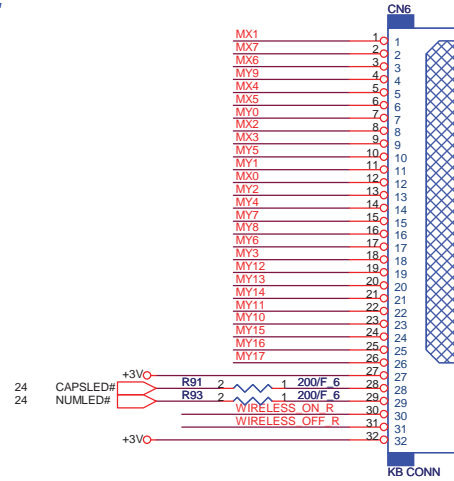 CN6
MX1 1 1
MX7 2 2
MX6 3 3
MY9 4 4
MX4 5 5
MX5 6 6
MY0 7 7
MX2 8 8
MX3 9 9
MY5 10 10
MY1 11 11
MX0 12 12
MY2 13 13
MY4 14 14
MY7 15 15
MY8 16 16
MY6 17 17
MY3 18 18
MY12 19 19
MY13 20 20
MY14 21 21
MY11 22 22
MY10 23 23
MY15 24 24
MY16 25 25
MY17 26 26
+3VO 27 27
24 CAPSLED# R91 2 1 200/F_6 28 28
24 NUMLED# R93 2 1 200/F_6 29 29
WIRELESS_ON_R 30 30
WIRELESS_OFF_R 31 31
+3VO 32 32
KB CONN